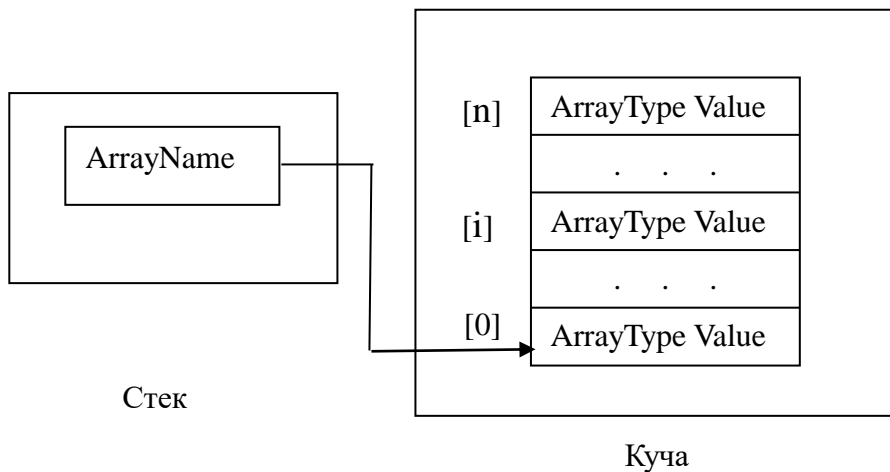 ArrayName
Стек
[n] ArrayType Value
. . .
[i] ArrayType Value
. . .
[0] ArrayType Value
Куча